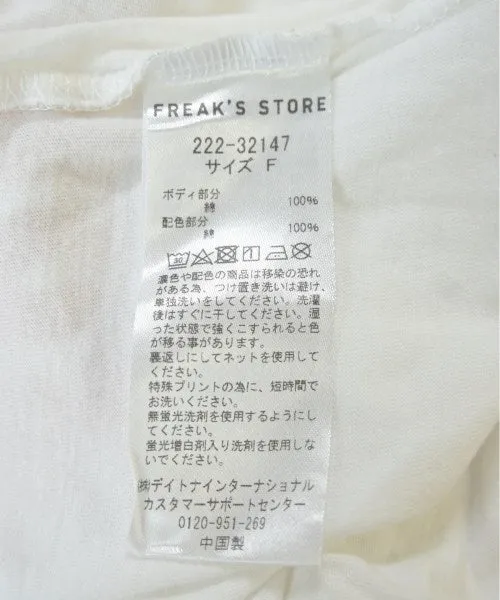 FREAK'S STORE
222-32147
サイズ F
ボディ部分
綿 100%
配色部分
綿 100%
濃色や配色の商品は移染の恐れ
がある為、つけ置き洗いは避け、
単独洗いをしてください。洗濯
後はすぐに干してください。湿
った状態で強くこすられると色
が移る事があります。
裏返しにしてネットを使用して
ください。
特殊プリントの為に、短時間で
お洗いください。
無蛍光洗剤を使用するようにし
てください。
蛍光増白剤入り洗剤を使用しな
いでください。
㈱デイトナインターナショナル
カスタマーサポートセンター
0120-951-269
中国製